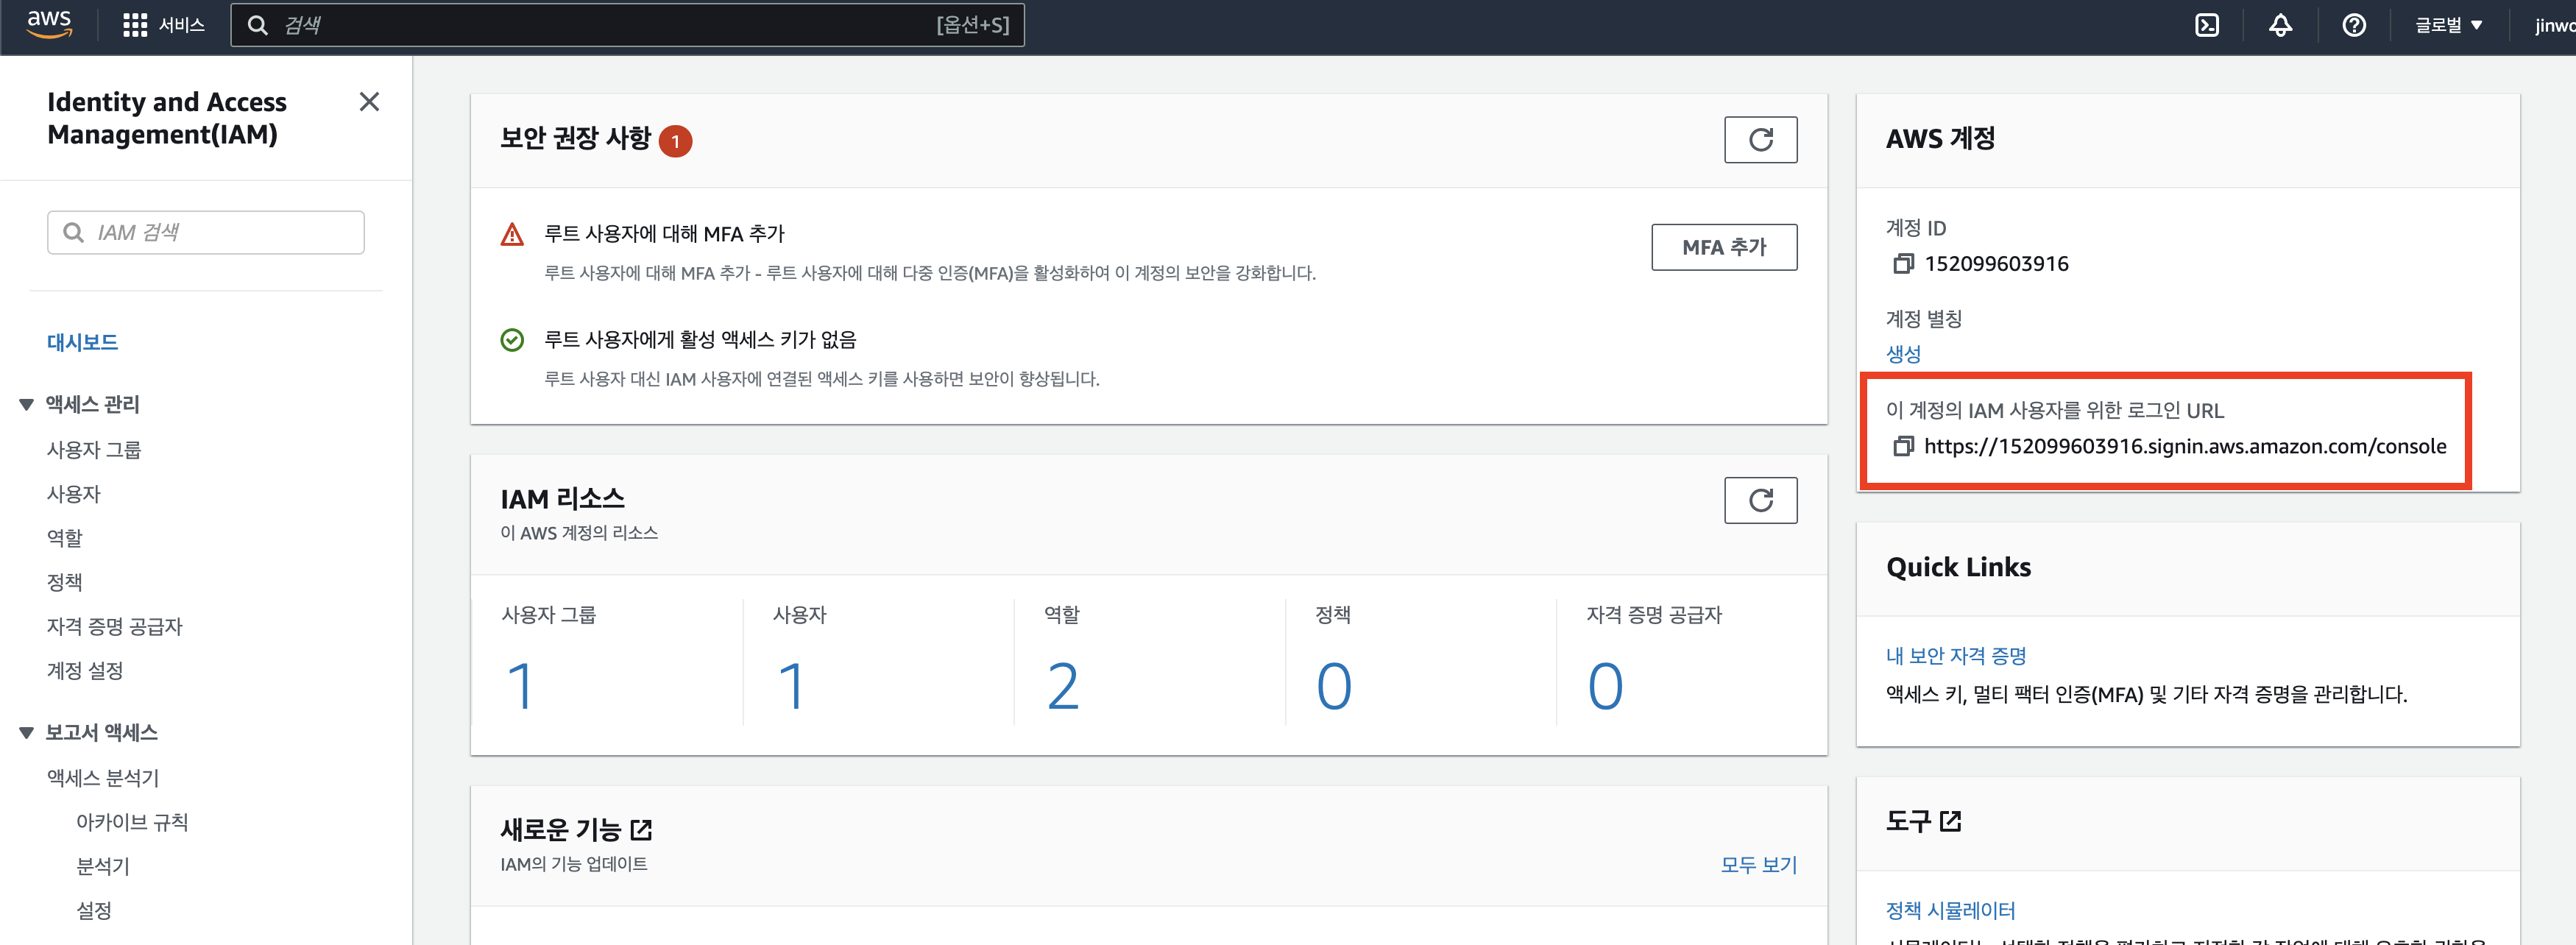 aws
서비스
검색
[옵션+S]
글로벌
Identity and Access
Management(IAM)
IAM 검색
대시보드
액세스 관리
사용자 그룹
사용자
역할
정책
자격 증명 공급자
계정 설정
보고서 액세스
액세스 분석기
아카이브 규칙
분석기
설정
보안 권장 사항 1
루트 사용자에 대해 MFA 추가
루트 사용자에 대해 MFA 추가 - 루트 사용자에 대해 다중 인증(MFA)을 활성화하여 이 계정의 보안을 강화합니다.
MFA 추가
루트 사용자에게 활성 액세스 키가 없음
루트 사용자 대신 IAM 사용자에 연결된 액세스 키를 사용하면 보안이 향상됩니다.
IAM 리소스
이 AWS 계정의 리소스
사용자 그룹
1
사용자
1
역할
2
정책
0
자격 증명 공급자
0
새로운 기능
IAM의 기능 업데이트
모두 보기
AWS 계정
계정 ID
152099603916
계정 별칭
생성
이 계정의 IAM 사용자를 위한 로그인 URL
https://152099603916.signin.aws.amazon.com/console
Quick Links
내 보안 자격 증명
액세스 키, 멀티 팩터 인증(MFA) 및 기타 자격 증명을 관리합니다.
도구
정책 시뮬레이터